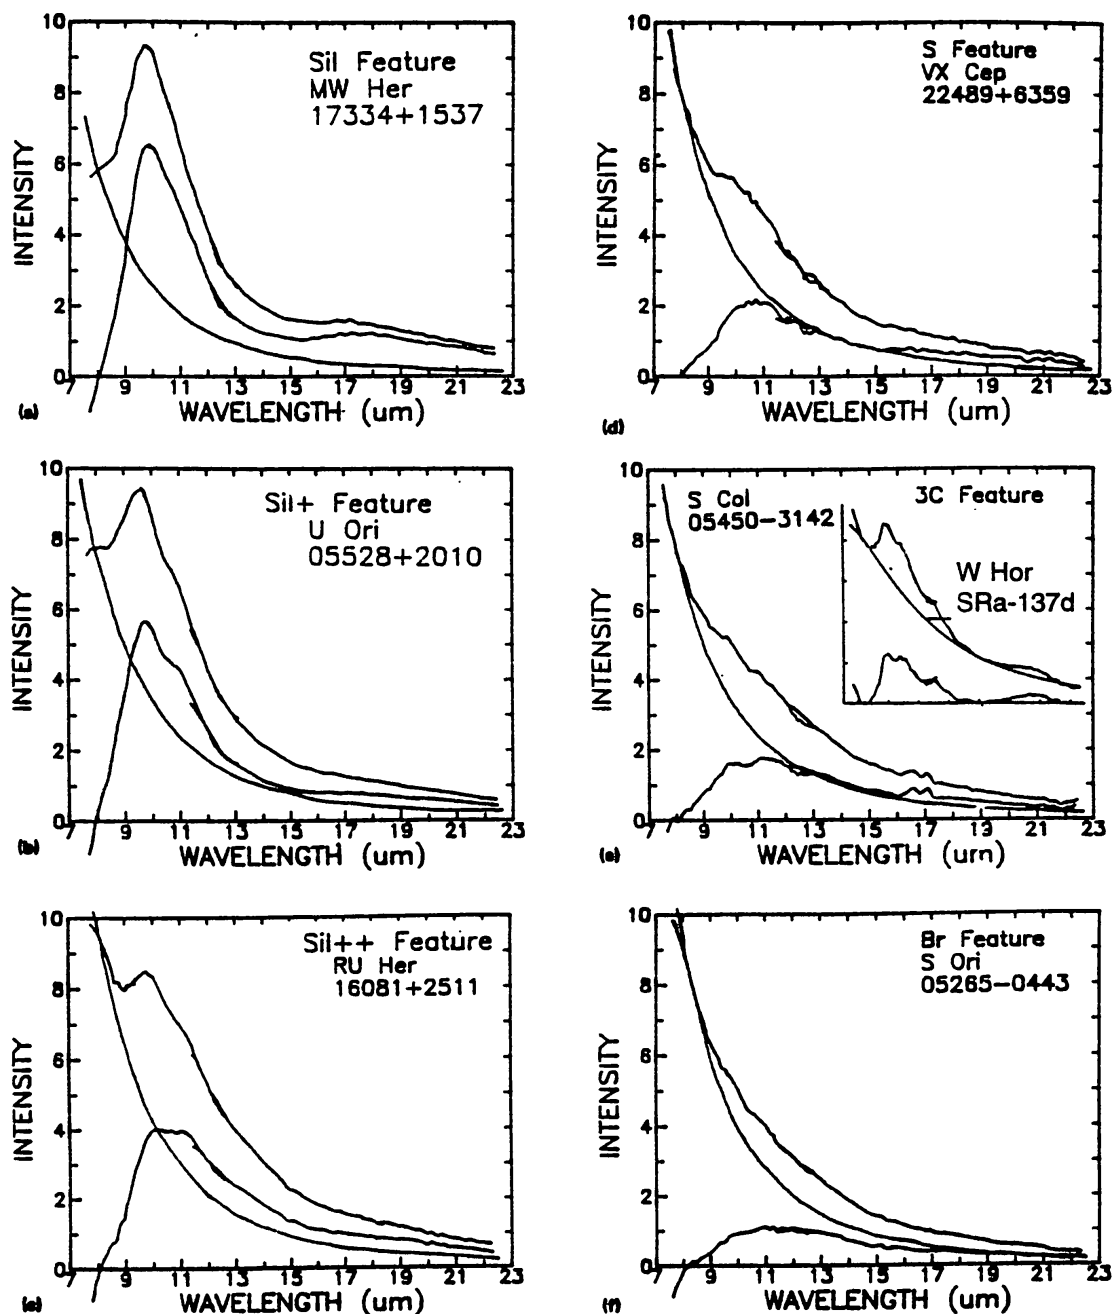 10
8
6
4
2
0
INTENSITY
Sil Feature
MW Her
17334+1537
7 9 11 13 15 17 19 21 23
(a) WAVELENGTH (um)
10
8
6
4
2
0
INTENSITY
S Feature
VX Cep
22489+6359
7 9 11 13 15 17 19 21 23
(d) WAVELENGTH (um)
10
8
6
4
2
0
INTENSITY
Sil+ Feature
U Ori
05528+2010
7 9 11 13 15 17 19 21 23
(b) WAVELENGTH (um)
10
8
6
4
2
0
INTENSITY
S Col
05450-3142
3C Feature
W Hor
SRa-137d
7 9 11 13 15 17 19 21 23
(e) WAVELENGTH (um)
10
8
6
4
2
0
INTENSITY
Sil++ Feature
RU Her
16081+2511
7 9 11 13 15 17 19 21 23
(c) WAVELENGTH (um)
10
8
6
4
2
0
INTENSITY
Br Feature
S Ori
05265-0443
7 9 11 13 15 17 19 21 23
(f) WAVELENGTH (um)